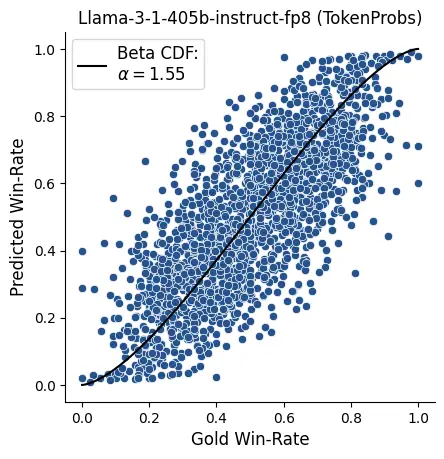 Llama-3-1-405b-instruct-fp8 (TokenProbs)
Beta CDF:
α = 1.55
Predicted Win-Rate
1.0
0.8
0.6
0.4
0.2
0.0
0.0 0.2 0.4 0.6 0.8 1.0
Gold Win-Rate